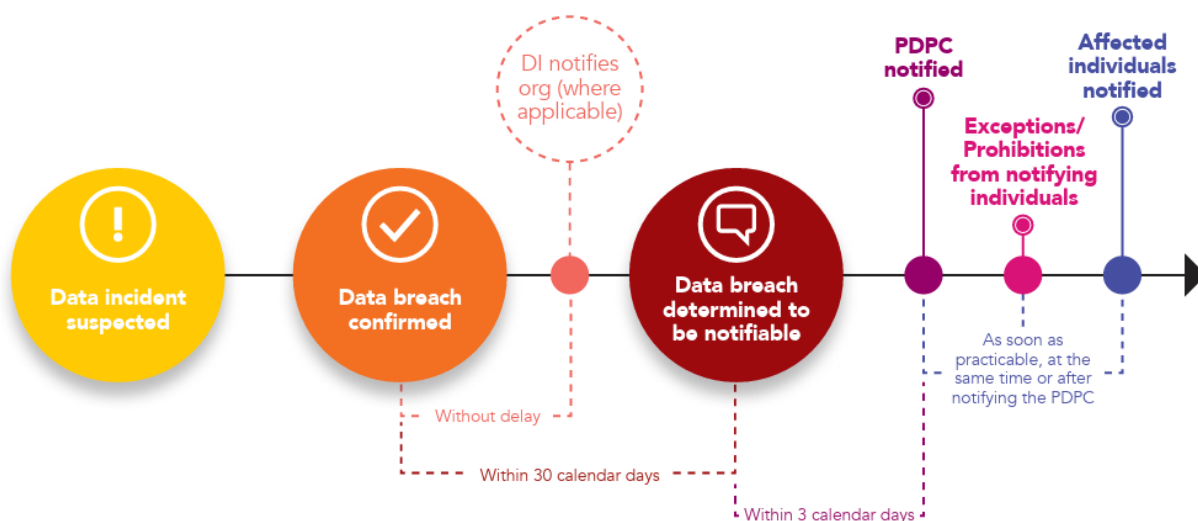 DI notifies
org (where
applicable)
PDPC
notified
Affected
individuals
notified
Exceptions/
Prohibitions
from notifying
individuals
Data incident
suspected
Data breach
confirmed
Data breach
determined to
be notifiable
As soon as
practicable, at the
same time or after
notifying the PDPC
Without delay
Within 30 calendar days
Within 3 calendar days